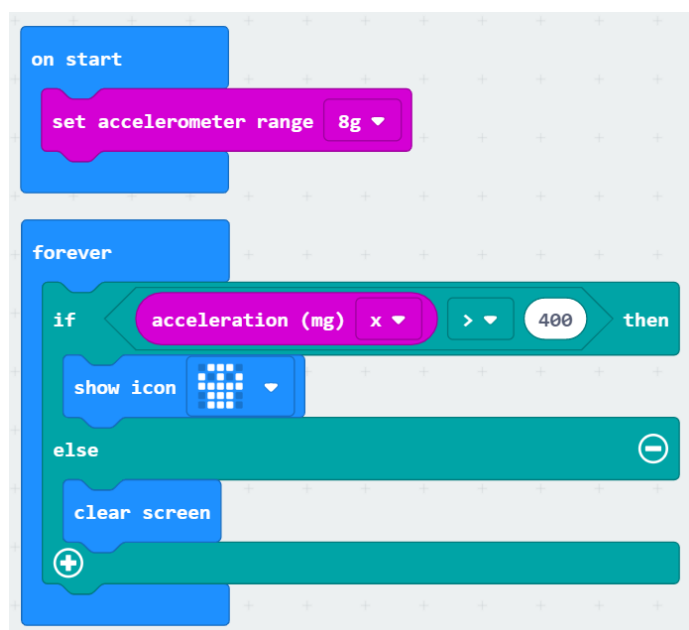 on start
set accelerometer range 8g
forever
if acceleration (mg) x > 400 then
show icon
else
clear screen